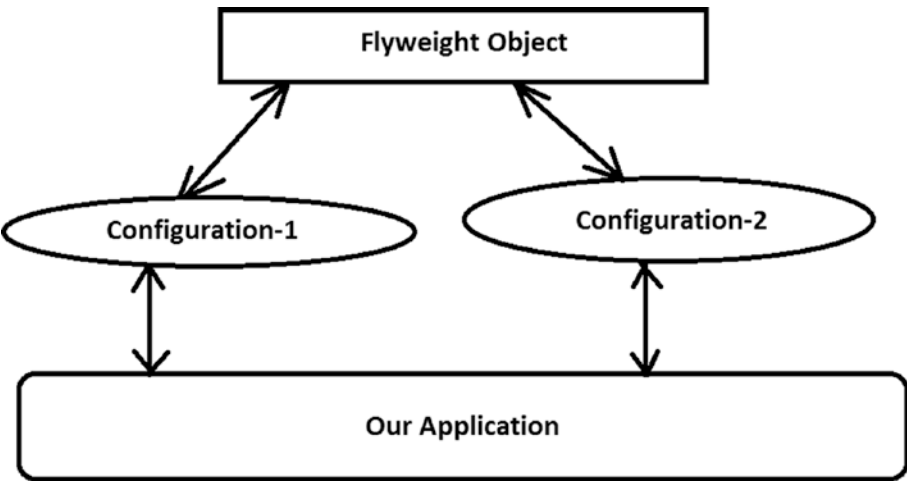 Flyweight Object
Configuration-1
Configuration-2
Our Application